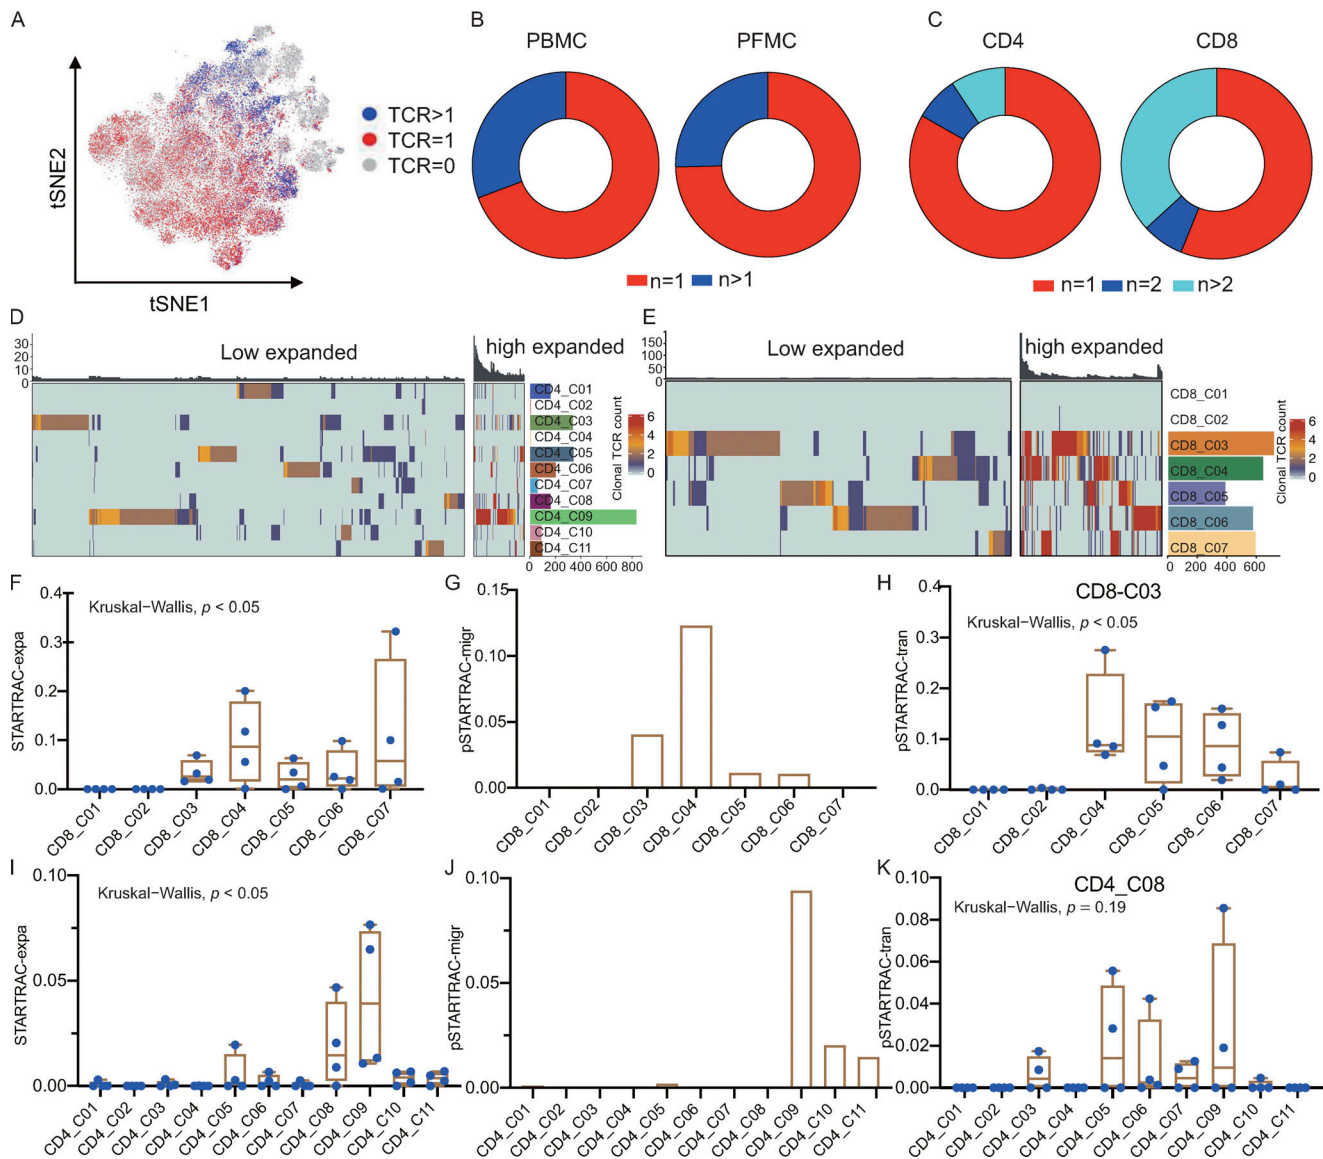 A
tSNE2
tSNE1
TCR>1
TCR=1
TCR=0
B
PBMC
PFMC
n=1 n>1
C
CD4
CD8
n=1 n=2 n>2
D
30
20
10
0
Low expanded
high expanded
CD4_C01
CD4_C02
CD4_C03
CD4_C04
CD4_C05
CD4_C06
CD4_C07
CD4_C08
CD4_C09
CD4_C10
CD4_C11
200 400 600 800
Clonal TCR count
6
4
2
0
E
150
100
50
0
Low expanded
high expanded
CD8_C01
CD8_C02
CD8_C03
CD8_C04
CD8_C05
CD8_C06
CD8_C07
200 400 600
Clonal TCR count
6
4
2
0
F
Kruskal-Wallis, p < 0.05
STARTRAC-expa
0.4
0.3
0.2
0.1
0.0
CD8_C01
CD8_C02
CD8_C03
CD8_C04
CD8_C05
CD8_C06
CD8_C07
G
pSTARTRAC-migr
0.15
0.10
0.05
0.00
CD8_C01
CD8_C02
CD8_C03
CD8_C04
CD8_C05
CD8_C06
CD8_C07
H
CD8-C03
Kruskal-Wallis, p < 0.05
pSTARTRAC-tran
0.4
0.3
0.2
0.1
0.0
CD8_C01
CD8_C02
CD8_C04
CD8_C05
CD8_C06
CD8_C07
I
Kruskal-Wallis, p < 0.05
STARTRAC-expa
0.10
0.05
0.00
CD4_C01
CD4_C02
CD4_C03
CD4_C04
CD4_C05
CD4_C06
CD4_C07
CD4_C08
CD4_C09
CD4_C10
CD4_C11
J
pSTARTRAC-migr
0.10
0.05
0.00
CD4_C01
CD4_C02
CD4_C03
CD4_C04
CD4_C05
CD4_C06
CD4_C07
CD4_C08
CD4_C09
CD4_C10
CD4_C11
K
CD4_C08
Kruskal-Wallis, p = 0.19
pSTARTRAC-tran
0.10
0.08
0.06
0.04
0.02
0.00
CD4_C01
CD4_C02
CD4_C03
CD4_C04
CD4_C05
CD4_C06
CD4_C07
CD4_C09
CD4_C10
CD4_C11